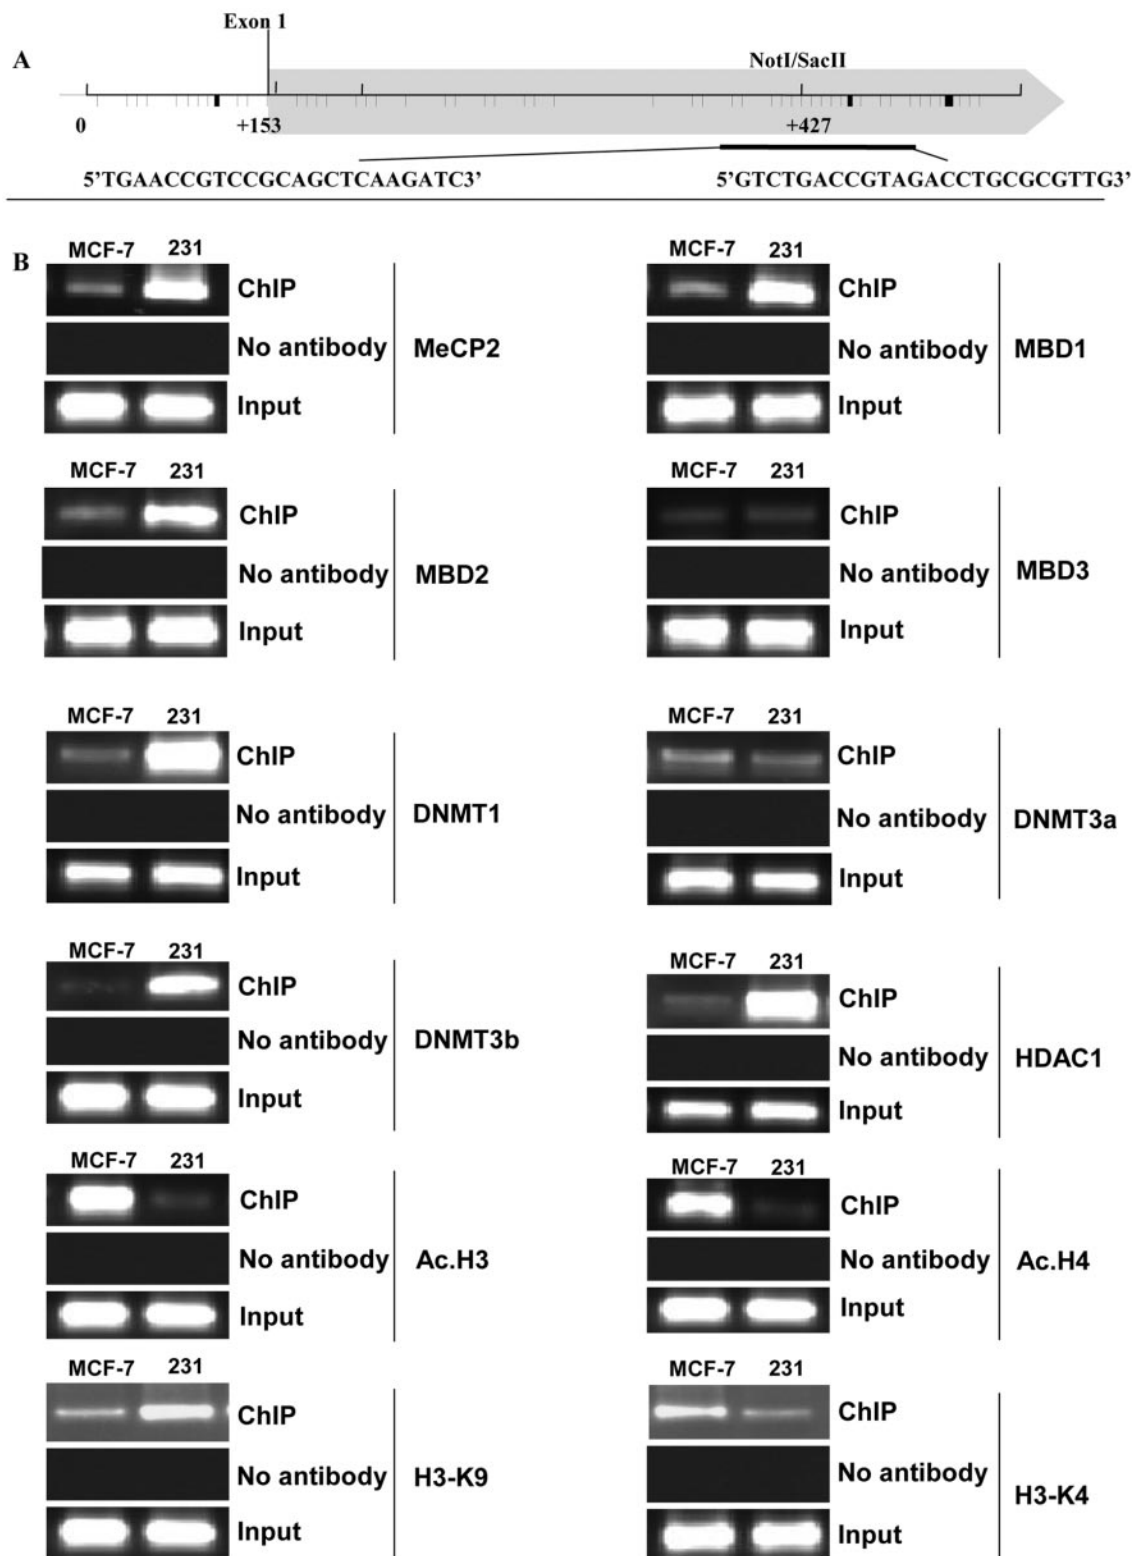 Exon 1
A
NotI/SacII
0 +153 +427
5'TGAACCGTCCGCAGCTCAAGATC3' 5'GTCTGACCGTAGACCTGCGCGTTG3'
B
MCF-7 231
ChIP
No antibody MeCP2
Input
MCF-7 231
ChIP
No antibody MBD1
Input
MCF-7 231
ChIP
No antibody MBD2
Input
MCF-7 231
ChIP
No antibody MBD3
Input
MCF-7 231
ChIP
No antibody DNMT1
Input
MCF-7 231
ChIP
No antibody DNMT3a
Input
MCF-7 231
ChIP
No antibody DNMT3b
Input
MCF-7 231
ChIP
No antibody HDAC1
Input
MCF-7 231
ChIP
No antibody Ac.H3
Input
MCF-7 231
ChIP
No antibody Ac.H4
Input
MCF-7 231
ChIP
No antibody H3-K9
Input
MCF-7 231
ChIP
No antibody
H3-K4
Input